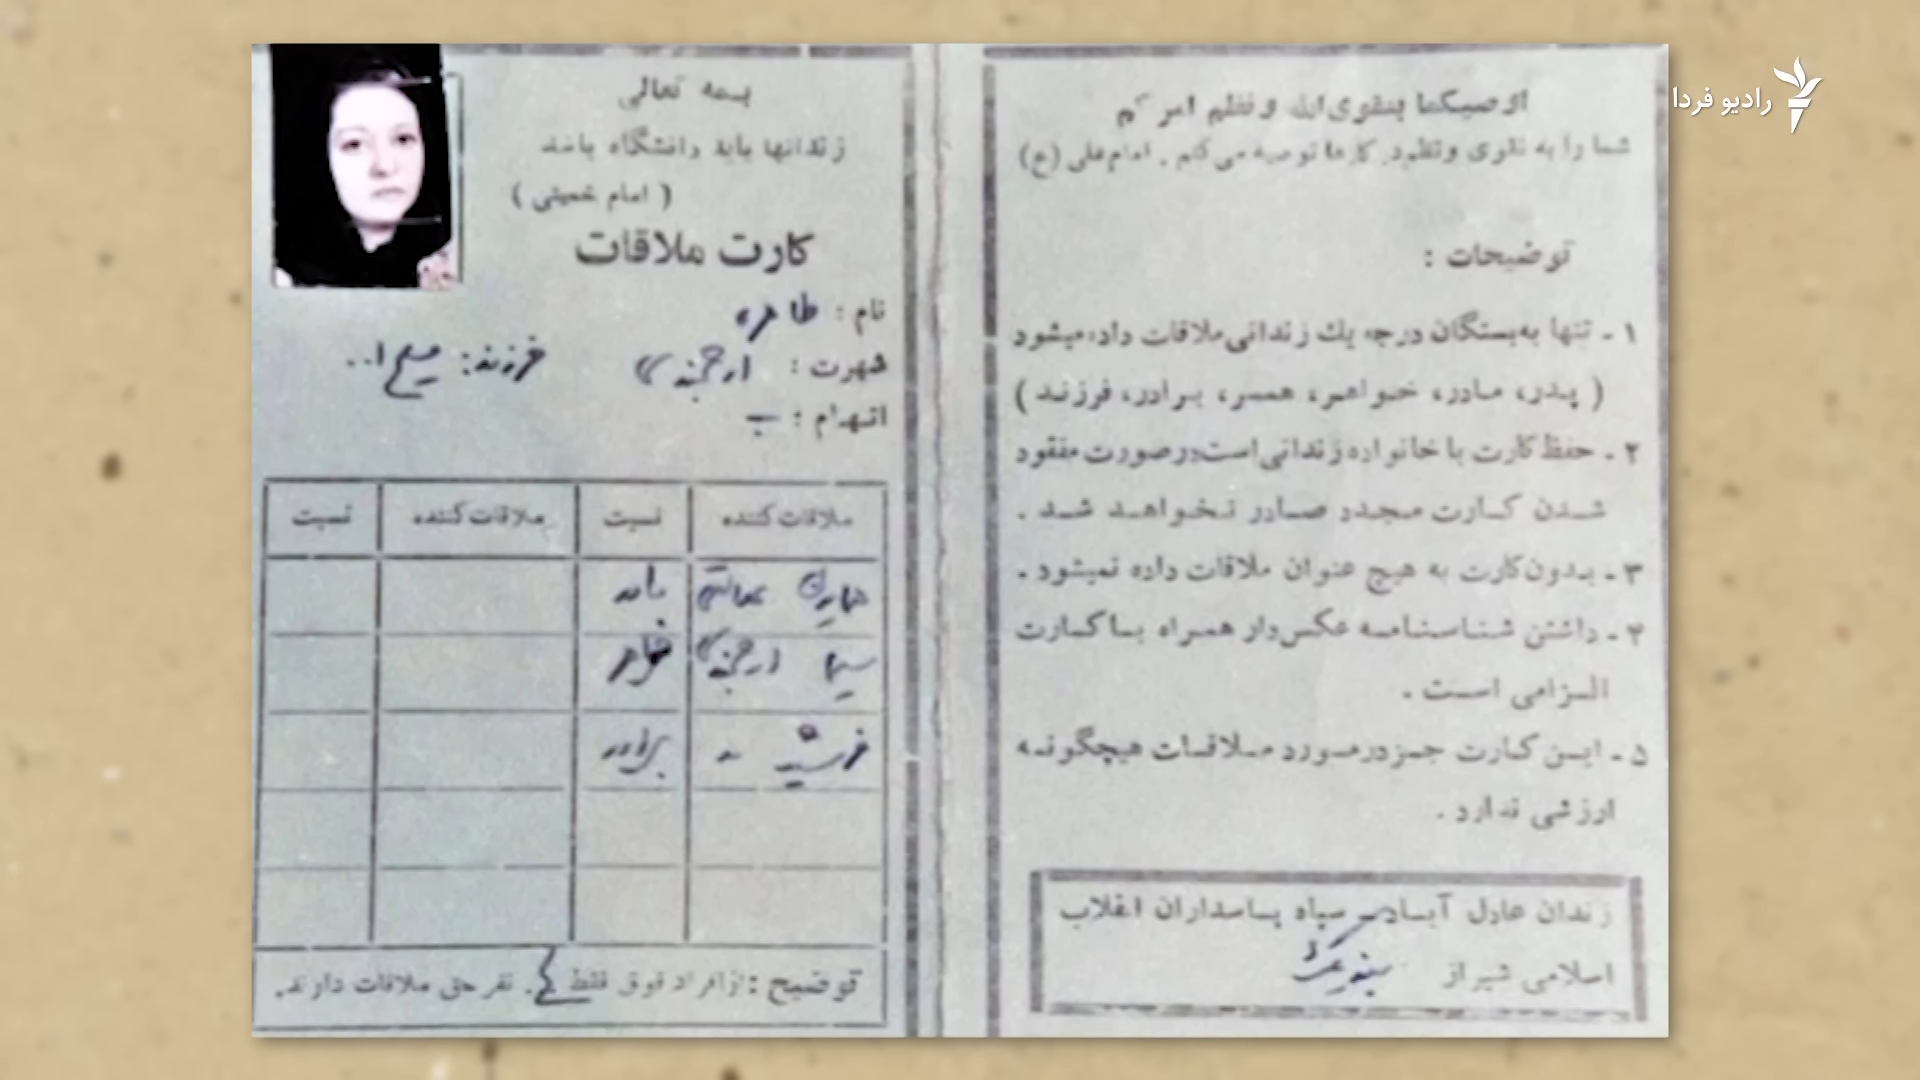 رادیو فردا
بسمه تعالی
زندانها باید دانشگاه باشد
( امام خمینی )
کارت ملاقات
نام : طاهره
شهرت : ارجمندی فرزند: مسیح ا..
اتهام : ب
ملاقات‌کننده نسبت ملاقات‌کننده نسبت
مادر
سیما ارجمندی خواهر
فرشید برادر
توضیح : از افراد فوق فقط نفر حق ملاقات دارند.
اوصیکما بتقوی‌الله و نظم امرکم
شما را به تقوی و نظم در کارها توصیه می‌کنم . امام علی (ع)
توضیحات :
۱ - تنها به‌بستگان درجه یك زندانی ملاقات داده میشود
( پدر، مادر، خواهر، همسر، برادر، فرزند )
۲ - حفظ کارت با خانواده زندانی است در صورت مفقود
شدن کارت مجدد صادر نخواهد شد .
۳ - بدون کارت به هیچ عنوان ملاقات داده نمیشود .
۴ - داشتن شناسنامه عکس‌دار همراه با کارت
الزامی است .
۵ - این کارت جز در مورد ملاقات هیچگونه
ارزشی ندارد .
زندان عادل آباد - سپاه پاسداران انقلاب
اسلامی شیراز